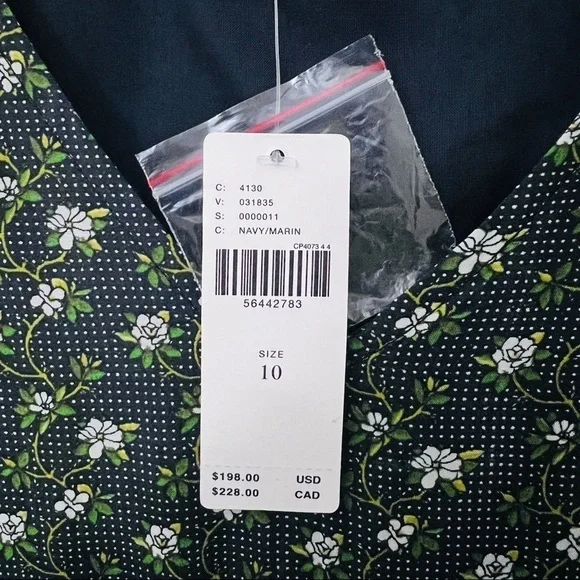 C: 4130
V: 031835
S: 0000011
C: NAVY/MARIN
CP4073 4 4
56442783
SIZE
10
$198.00 USD
$228.00 CAD